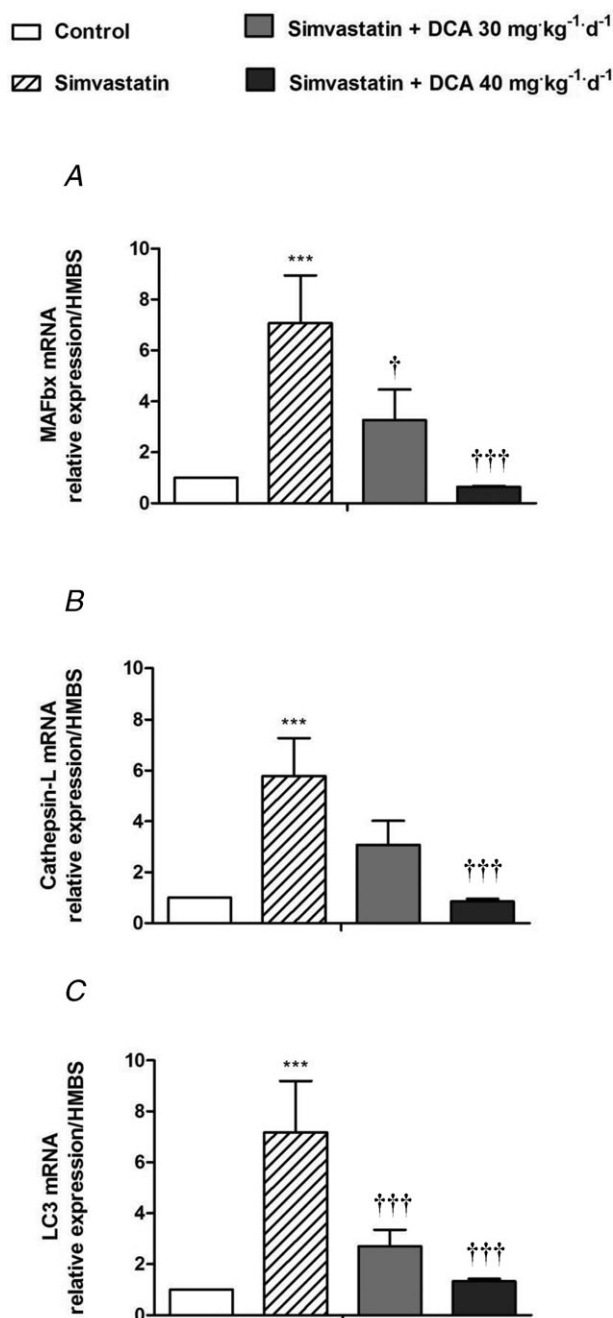 Control
Simvastatin + DCA 30 mg·kg⁻¹·d⁻¹
Simvastatin
Simvastatin + DCA 40 mg·kg⁻¹·d⁻¹
A
MAFbx mRNA
relative expression/HMBS
10
8
6
4
2
0
***
†
†††
B
Cathepsin-L mRNA
relative expression/HMBS
10
8
6
4
2
0
***
†††
C
LC3 mRNA
relative expression/HMBS
10
8
6
4
2
0
***
†††
†††